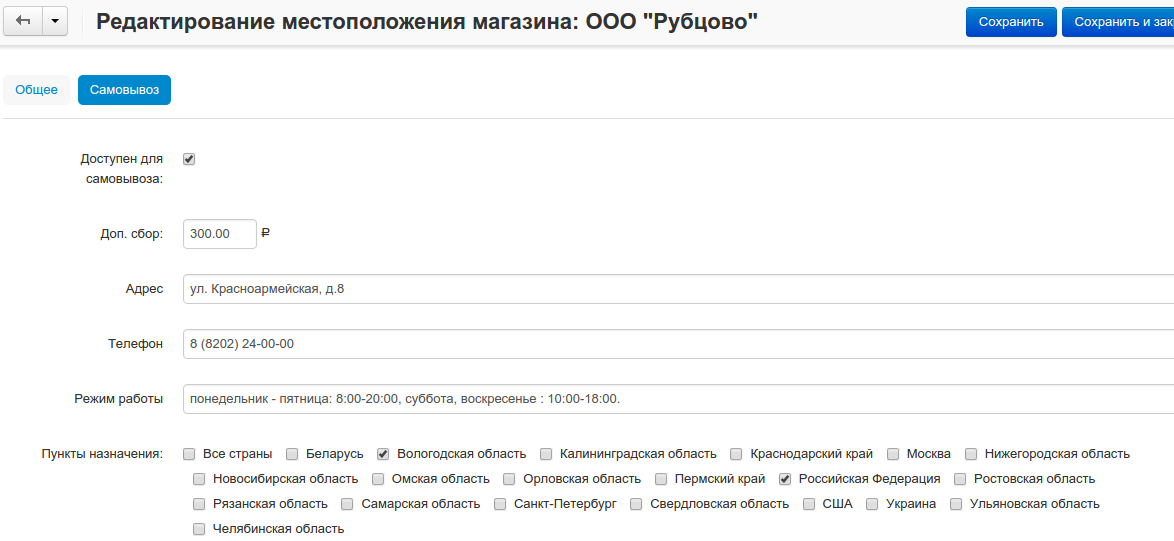 Редактирование местоположения магазина: ООО "Рубцово"
Сохранить
Сохранить и зак
Общее
Самовывоз
Доступен для
самовывоза:
Доп. сбор:
300.00 ₽
Адрес
ул. Красноармейская, д.8
Телефон
8 (8202) 24-00-00
Режим работы
понедельник - пятница: 8:00-20:00, суббота, воскресенье : 10:00-18:00.
Пункты назначения: Все страны Беларусь Вологодская область Калининградская область Краснодарский край Москва Нижегородская область
Новосибирская область Омская область Орловская область Пермский край Российская Федерация Ростовская область
Рязанская область Самарская область Санкт-Петербург Свердловская область США Украина Ульяновская область
Челябинская область